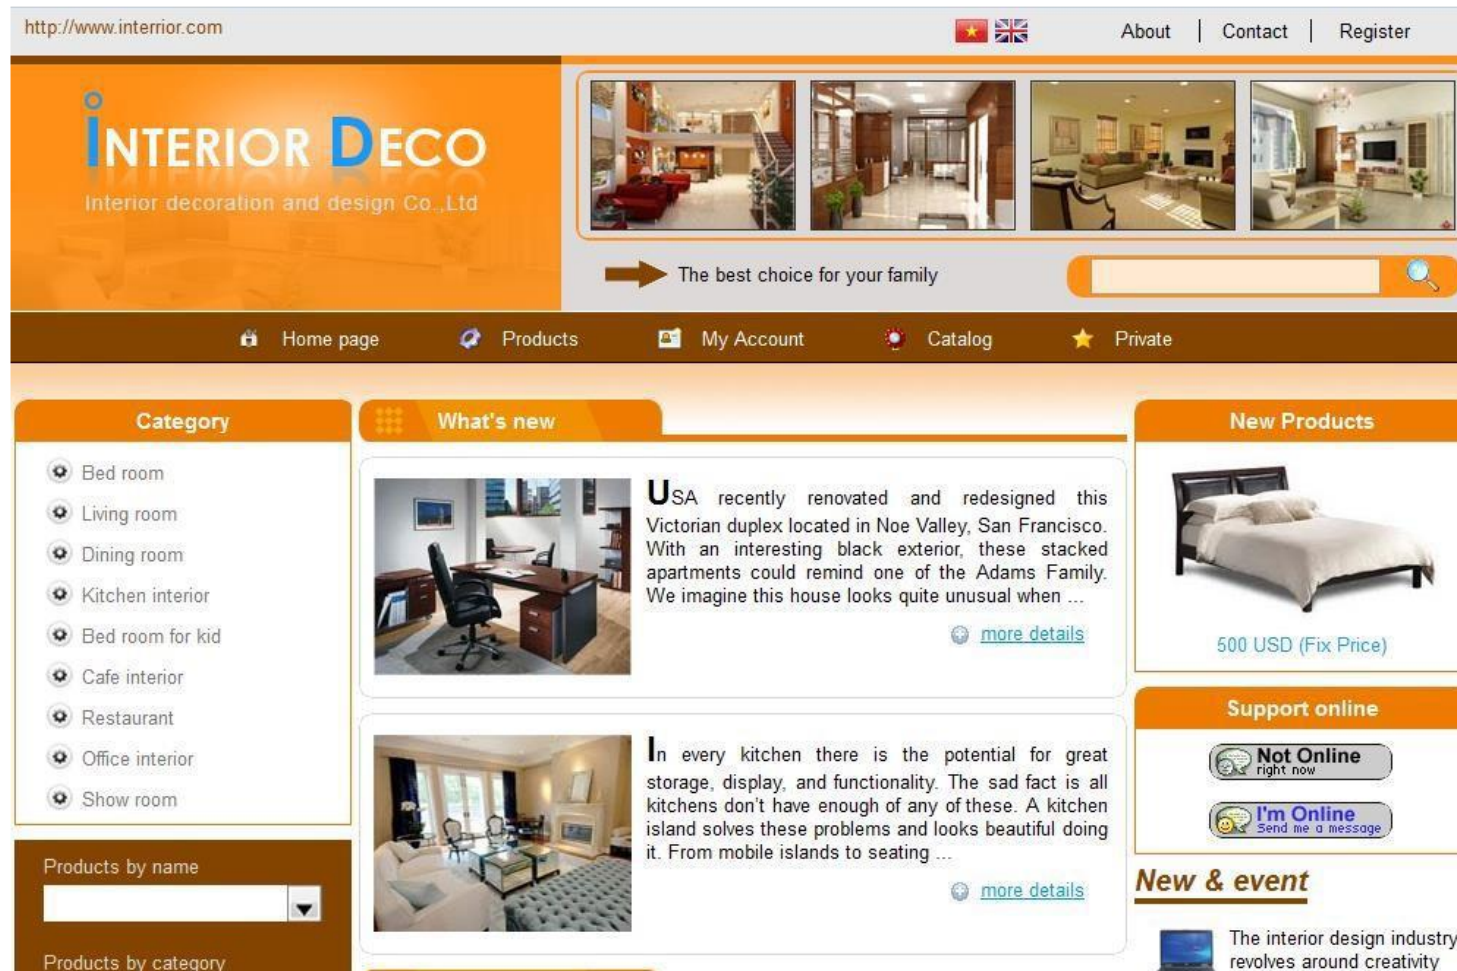 http://www.interrior.com
About | Contact | Register
INTERIOR DECO
Interior decoration and design Co.,Ltd
The best choice for your family
Home page
Products
My Account
Catalog
Private
Category
Bed room
Living room
Dining room
Kitchen interior
Bed room for kid
Cafe interior
Restaurant
Office interior
Show room
Products by name
Products by category
What's new
USA recently renovated and redesigned this
Victorian duplex located in Noe Valley, San Francisco.
With an interesting black exterior, these stacked
apartments could remind one of the Adams Family.
We imagine this house looks quite unusual when ...
more details
In every kitchen there is the potential for great
storage, display, and functionality. The sad fact is all
kitchens don't have enough of any of these. A kitchen
island solves these problems and looks beautiful doing
it. From mobile islands to seating ...
more details
New Products
500 USD (Fix Price)
Support online
Not Online
right now
I'm Online
Send me a message
New & event
The interior design industry
revolves around creativity